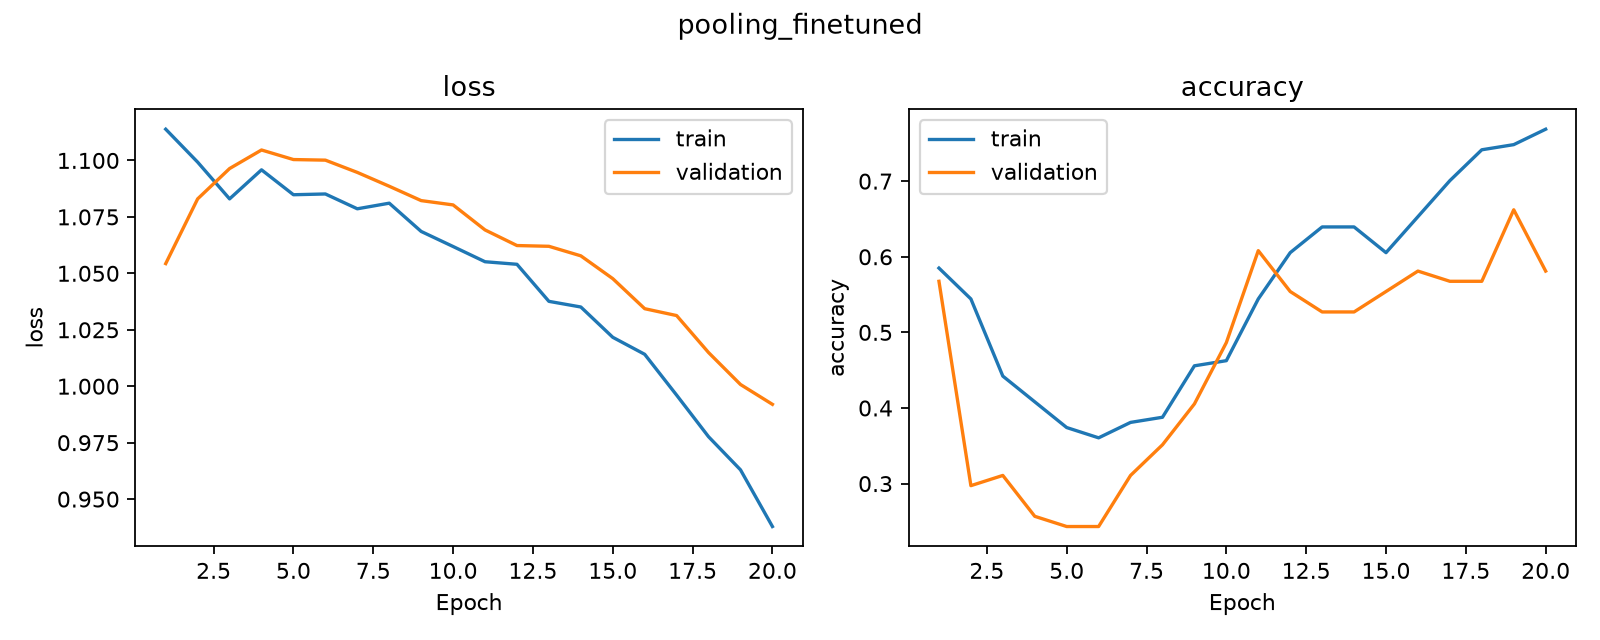 pooling_finetuned
loss
train
validation
1.100
1.075
1.050
1.025
1.000
0.975
0.950
loss
2.5 5.0 7.5 10.0 12.5 15.0 17.5 20.0
Epoch
accuracy
train
validation
0.7
0.6
0.5
0.4
0.3
accuracy
2.5 5.0 7.5 10.0 12.5 15.0 17.5 20.0
Epoch